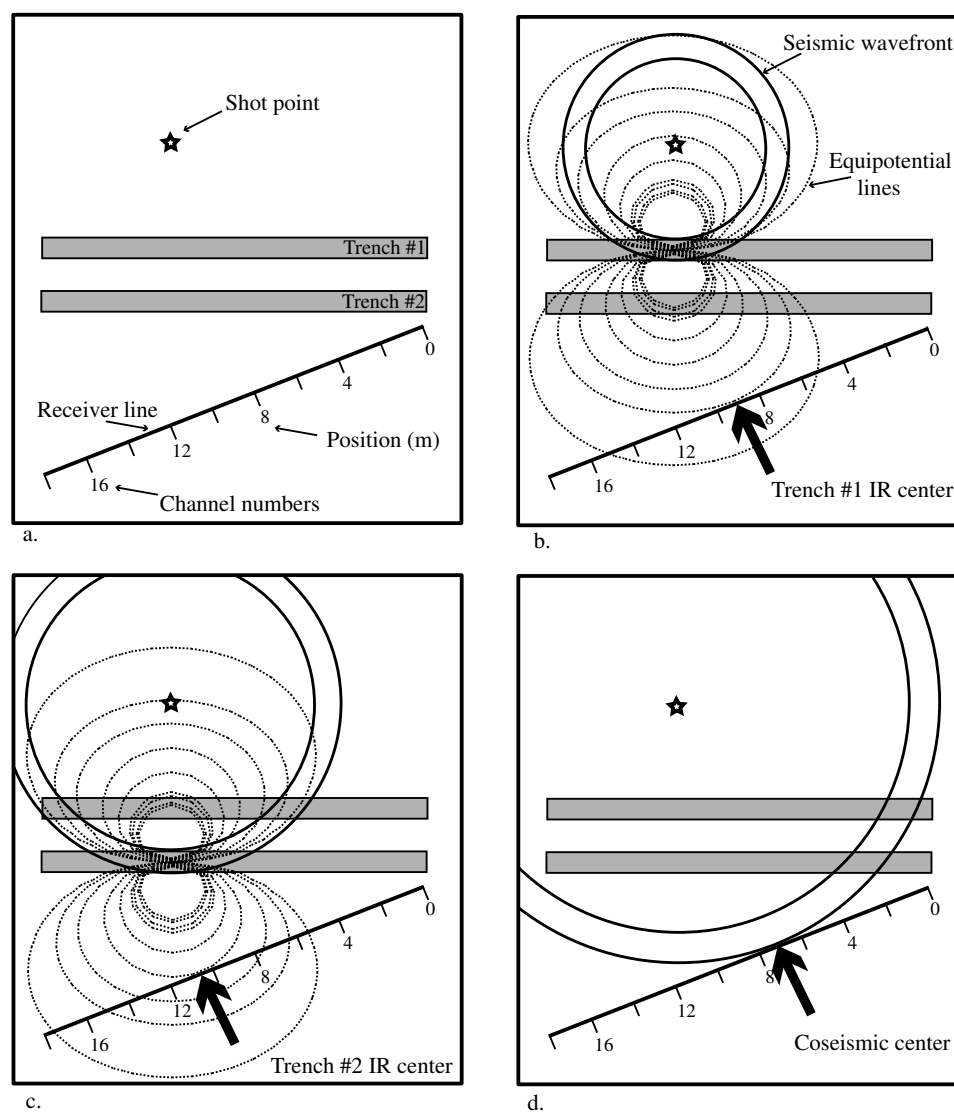 Shot point
Trench #1
Trench #2
0
4
8
12
16
Receiver line
Position (m)
Channel numbers
a.
Seismic wavefront
Equipotential
lines
0
4
8
12
16
Trench #1 IR center
b.
0
4
8
12
16
Trench #2 IR center
c.
0
4
8
12
16
Coseismic center
d.